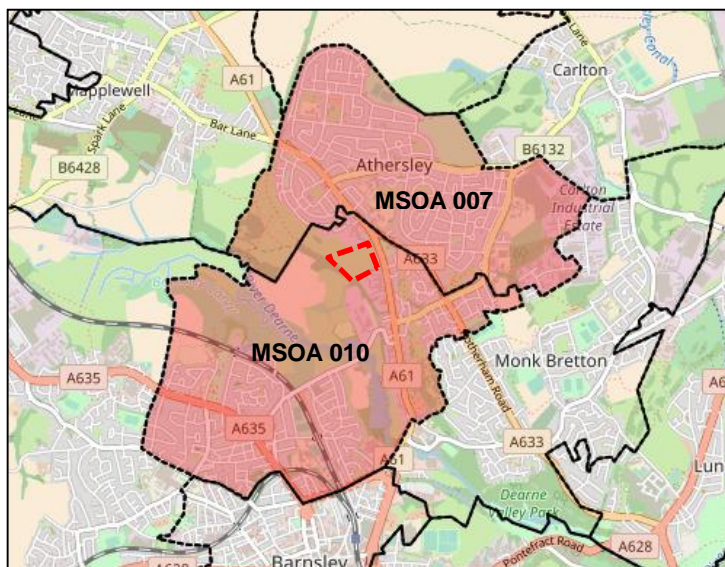 Mapplewell
A61
Lane
Carlton
Spark Lane
Bar Lane
B6428
Athersley
B6132
MSOA 007
Carlton
Industrial
Estate
A633
MSOA 010
A635
A61
Rotherham Road
Monk Bretton
A635
A61
A633
Dearne
Valley Park
Barnsley
Pontefract Road
A628